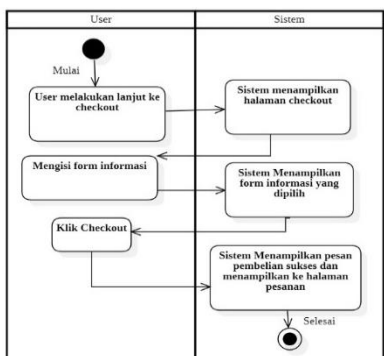 User
Sistem
Mulai
User melakukan lanjut ke
checkout
Sistem menampilkan
halaman checkout
Mengisi form informasi
Sistem Menampilkan
form informasi yang
dipilih
Klik Checkout
Sistem Menampilkan pesan
pembelian sukses dan
menampilkan ke halaman
pesanan
Selesai